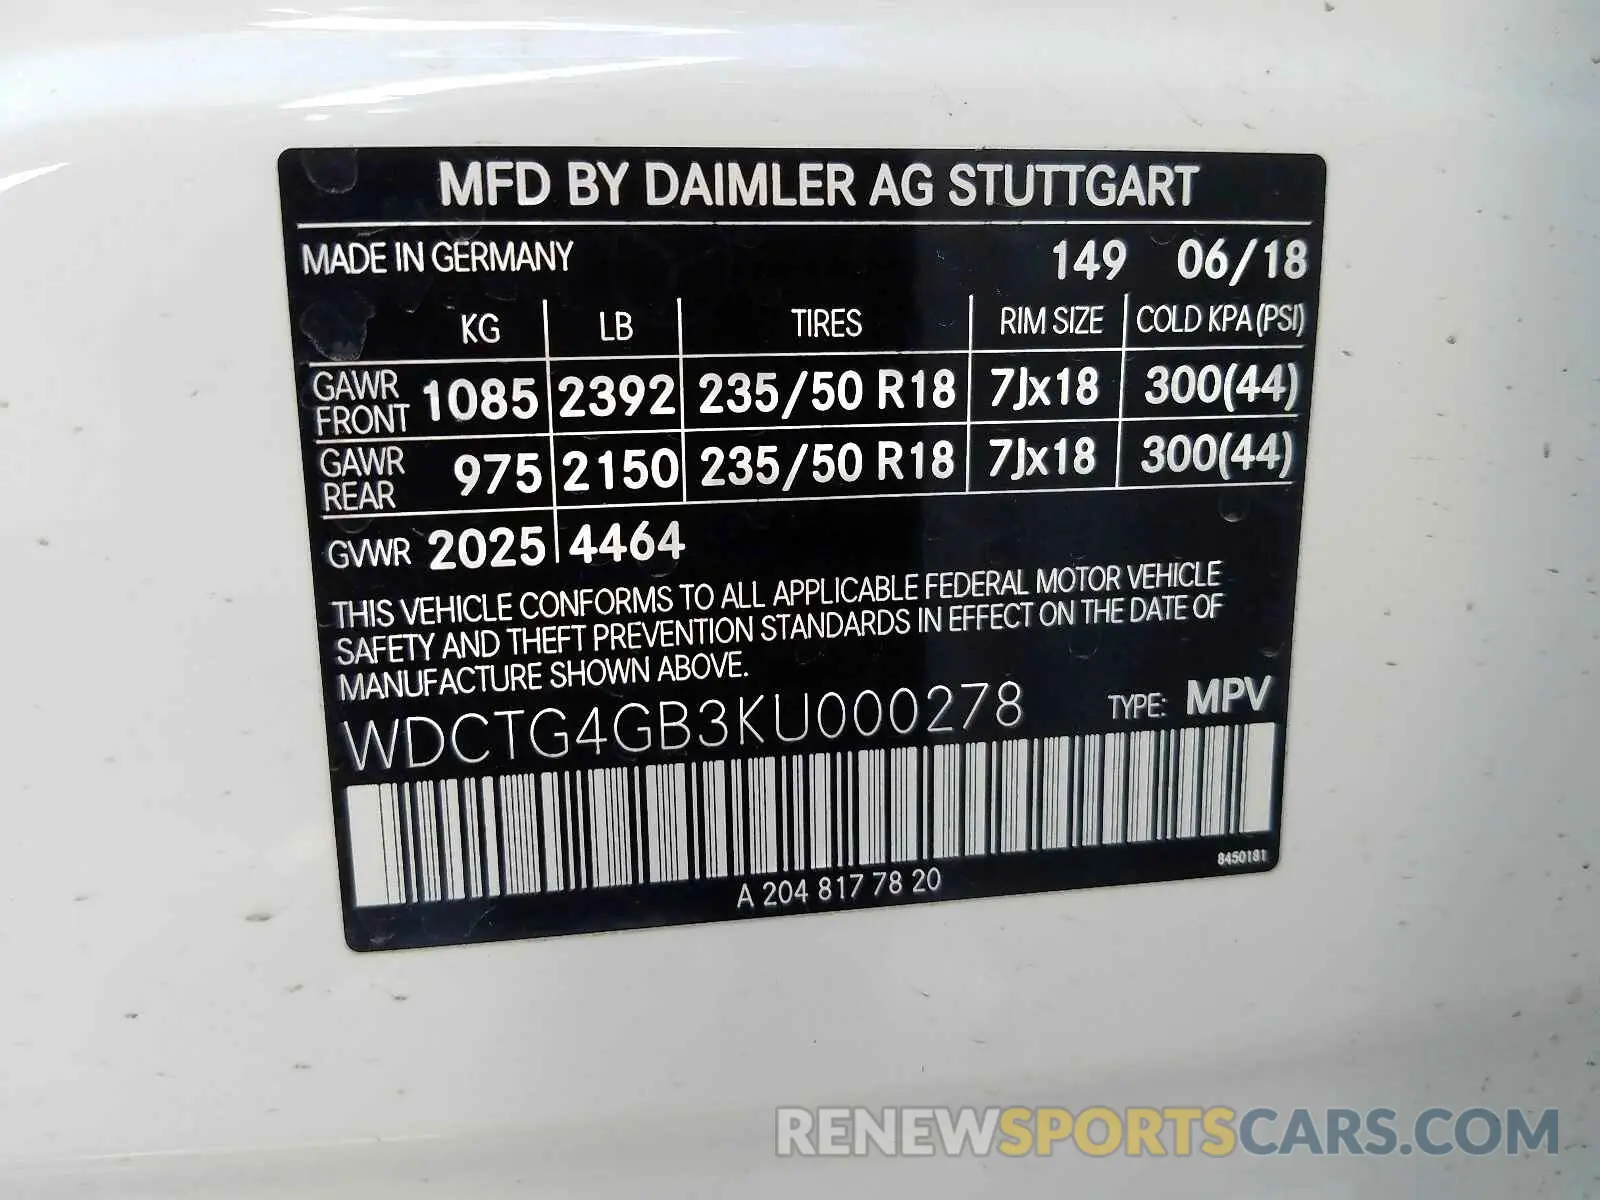 MFD BY DAIMLER AG STUTTGART
MADE IN GERMANY 149 06/18
KG LB TIRES RIM SIZE COLD KPA(PSI)
GAWR FRONT 1085 2392 235/50 R18 7Jx18 300(44)
GAWR REAR 975 2150 235/50 R18 7Jx18 300(44)
GVWR 2025 4464
THIS VEHICLE CONFORMS TO ALL APPLICABLE FEDERAL MOTOR VEHICLE
SAFETY AND THEFT PREVENTION STANDARDS IN EFFECT ON THE DATE OF
MANUFACTURE SHOWN ABOVE.
WDCTG4GB3KU000278 TYPE: MPV
8450181
A 204 817 78 20
RENEWSPORTSCARS.COM